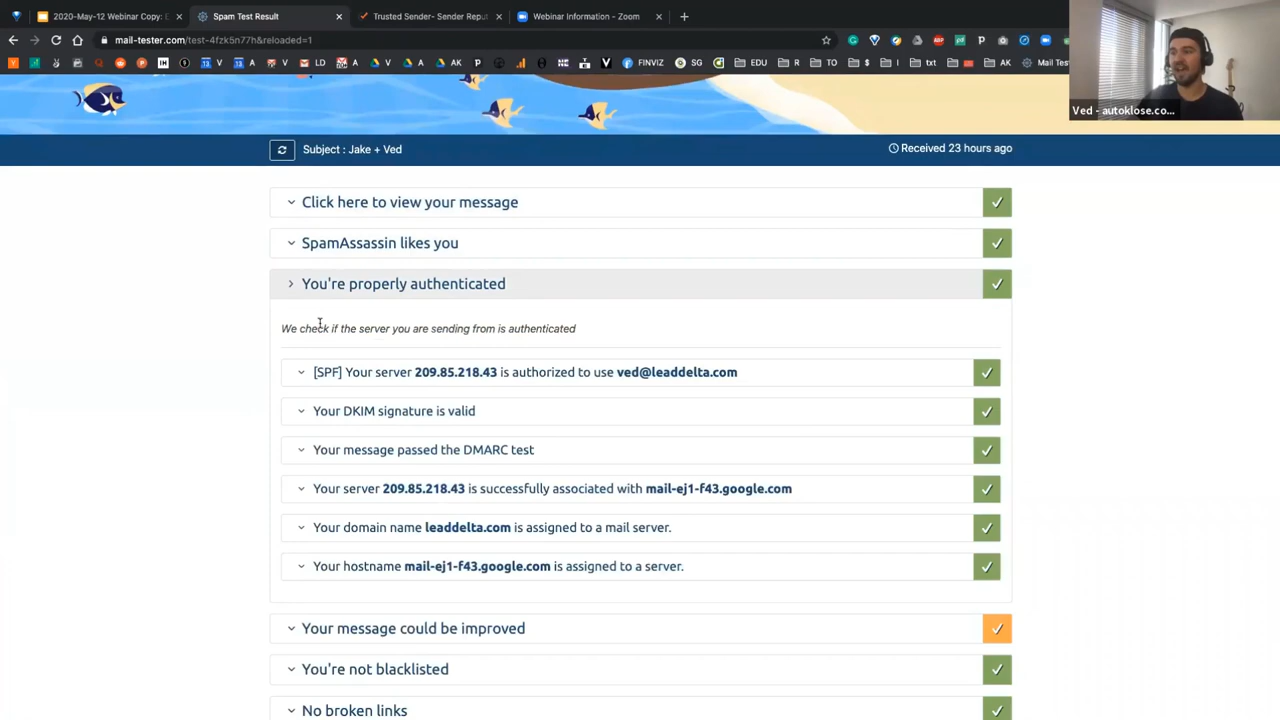 2020-May-12 Webinar Copy: E
Spam Test Result
Trusted Sender- Sender Reput
Webinar Information - Zoom
mail-tester.com/test-4fzk5n77h&reloaded=1
13 V 13 A V LD A V A AK V A FINVIZ SG EDU R TO $ I txt AK Mail Test
Ved - autoklose.co...
Subject : Jake + Ved
Received 23 hours ago
Click here to view your message
SpamAssassin likes you
You're properly authenticated
We check if the server you are sending from is authenticated
[SPF] Your server 209.85.218.43 is authorized to use ved@leaddelta.com
Your DKIM signature is valid
Your message passed the DMARC test
Your server 209.85.218.43 is successfully associated with mail-ej1-f43.google.com
Your domain name leaddelta.com is assigned to a mail server.
Your hostname mail-ej1-f43.google.com is assigned to a server.
Your message could be improved
You're not blacklisted
No broken links